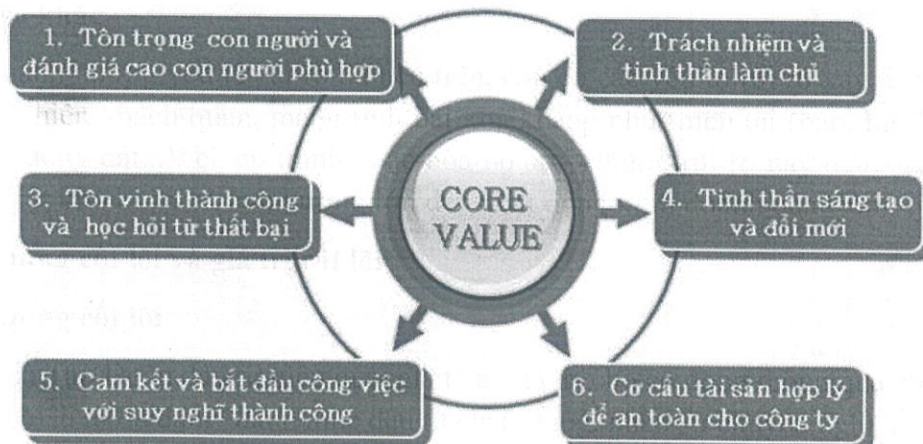 1. Tôn trọng con người và
đánh giá cao con người phù hợp
2. Trách nhiệm và
tinh thần làm chủ
3. Tôn vinh thành công
và học hỏi từ thất bại
CORE
VALUE
4. Tinh thần sáng tạo
và đổi mới
5. Cam kết và bắt đầu công việc
với suy nghĩ thành công
6. Cơ cấu tài sản hợp lý
để an toàn cho công ty